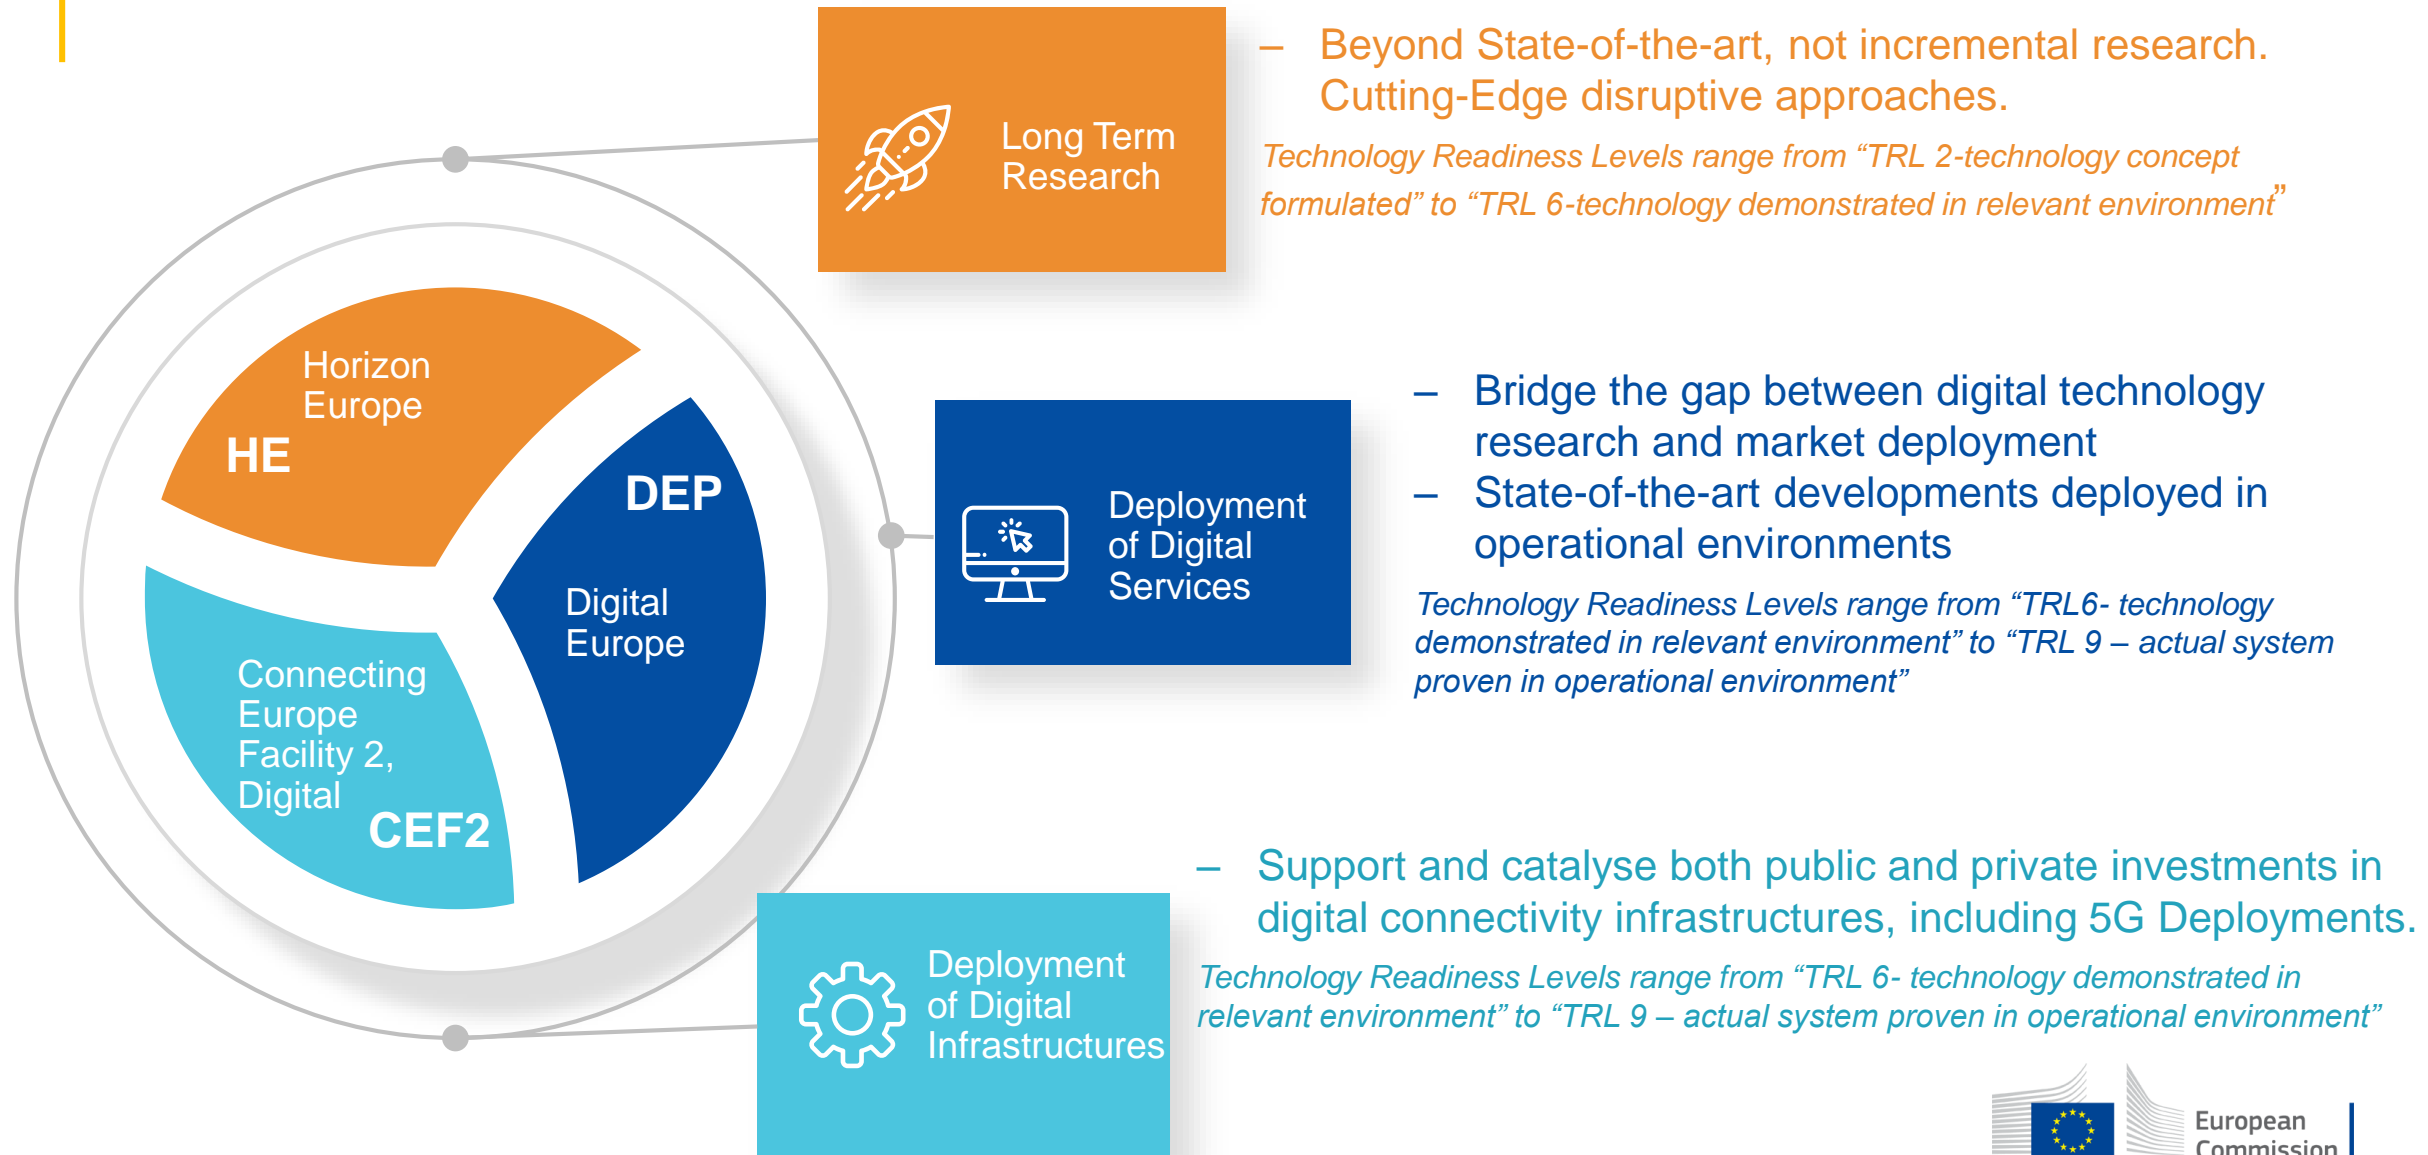 Long Term
Research
– Beyond State-of-the-art, not incremental research.
Cutting-Edge disruptive approaches.
Technology Readiness Levels range from “TRL 2-technology concept
formulated” to “TRL 6-technology demonstrated in relevant environment”
Horizon
Europe
HE
DEP
Digital
Europe
Connecting
Europe
Facility 2,
Digital
CEF2
Deployment
of Digital
Services
– Bridge the gap between digital technology
research and market deployment
– State-of-the-art developments deployed in
operational environments
Technology Readiness Levels range from “TRL6- technology
demonstrated in relevant environment” to “TRL 9 – actual system
proven in operational environment”
Deployment
of Digital
Infrastructures
– Support and catalyse both public and private investments in
digital connectivity infrastructures, including 5G Deployments.
Technology Readiness Levels range from “TRL 6- technology demonstrated in
relevant environment” to “TRL 9 – actual system proven in operational environment”
European
Commission